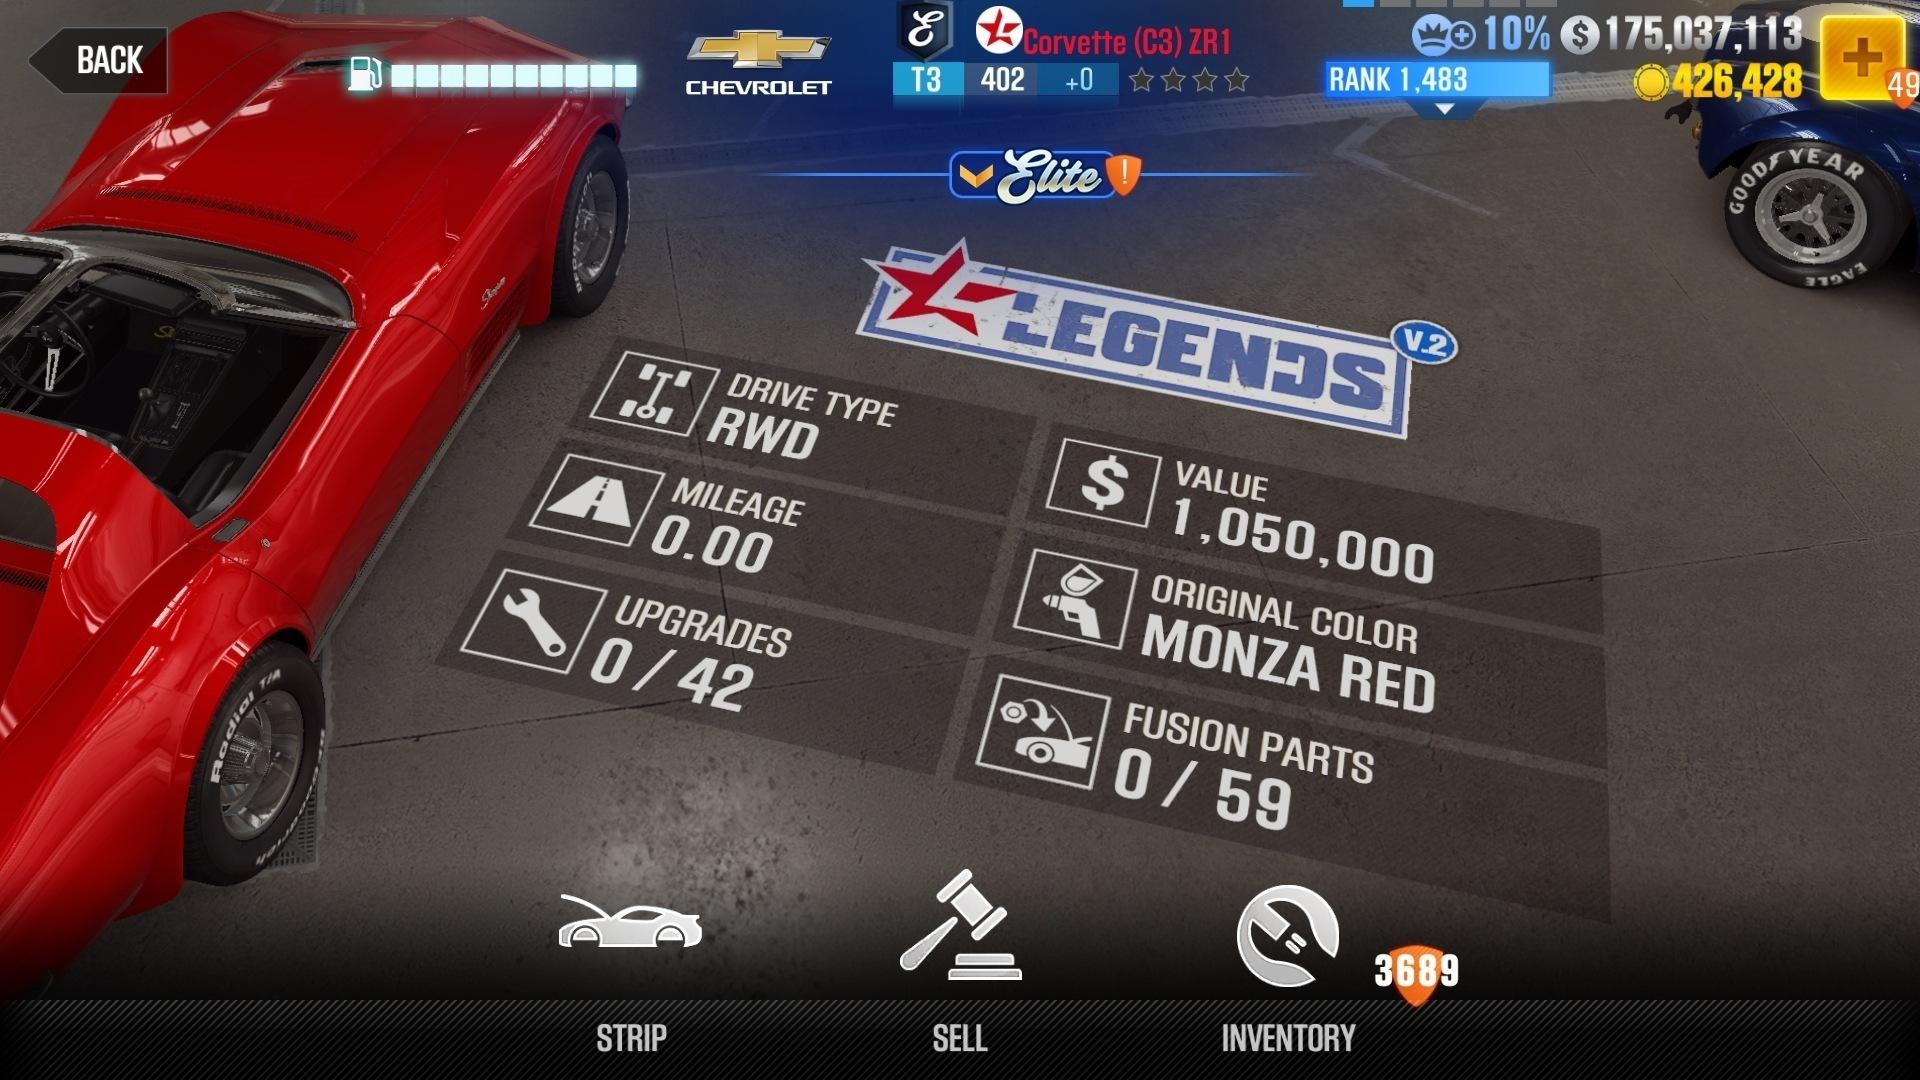 BACK
CHEVROLET
Corvette (C3) ZR1
T3 402 +0
10%
175,037,113
RANK 1,483
426,428
49
Elite !
GOODYEAR
EAGLE
LEGENDS
V.2
DRIVE TYPE
RWD
MILEAGE
0.00
UPGRADES
0 / 42
VALUE
1,050,000
ORIGINAL COLOR
MONZA RED
FUSION PARTS
0 / 59
Radial T/A
3689
STRIP
SELL
INVENTORY